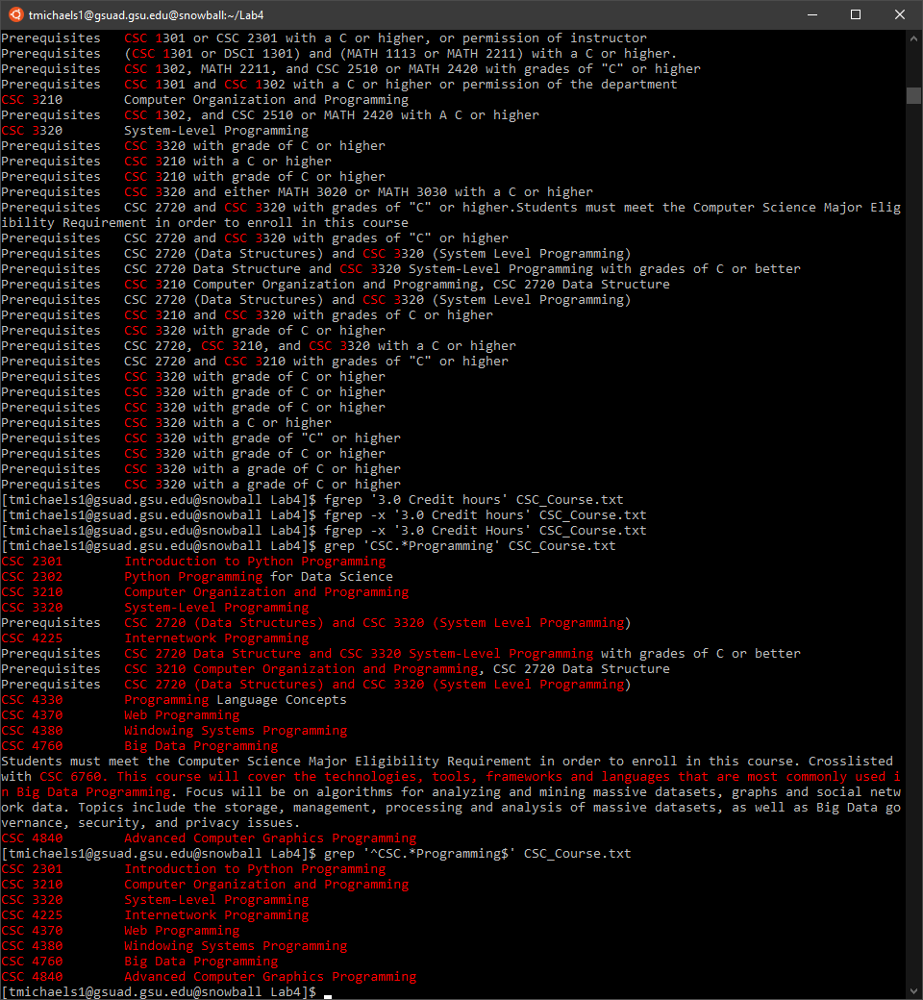 tmichaels1@gsuad.gsu.edu@snowball:~/Lab4
Prerequisites   CSC 1301 or CSC 2301 with a C or higher, or permission of instructor
Prerequisites   (CSC 1301 or DSCI 1301) and (MATH 1113 or MATH 2211) with a C or higher.
Prerequisites   CSC 1302, MATH 2211, and CSC 2510 or MATH 2420 with grades of "C" or higher
Prerequisites   CSC 1301 and CSC 1302 with a C or higher or permission of the department
CSC 3210        Computer Organization and Programming
Prerequisites   CSC 1302, and CSC 2510 or MATH 2420 with A C or higher
CSC 3320        System-Level Programming
Prerequisites   CSC 3320 with grade of C or higher
Prerequisites   CSC 3210 with a C or higher
Prerequisites   CSC 3210 with grade of C or higher
Prerequisites   CSC 3320 and either MATH 3020 or MATH 3030 with a C or higher
Prerequisites   CSC 2720 and CSC 3320 with grades of "C" or higher.Students must meet the Computer Science Major Elig
ibility Requirement in order to enroll in this course
Prerequisites   CSC 2720 and CSC 3320 with grades of "C" or higher
Prerequisites   CSC 2720 (Data Structures) and CSC 3320 (System Level Programming)
Prerequisites   CSC 2720 Data Structure and CSC 3320 System-Level Programming with grades of C or better
Prerequisites   CSC 3210 Computer Organization and Programming, CSC 2720 Data Structure
Prerequisites   CSC 2720 (Data Structures) and CSC 3320 (System Level Programming)
Prerequisites   CSC 3210 and CSC 3320 with grades of C or higher
Prerequisites   CSC 3320 with grade of C or higher
Prerequisites   CSC 2720, CSC 3210, and CSC 3320 with a C or higher
Prerequisites   CSC 2720 and CSC 3210 with grades of "C" or higher
Prerequisites   CSC 3320 with grade of C or higher
Prerequisites   CSC 3320 with grade of C or higher
Prerequisites   CSC 3320 with grade of C or higher
Prerequisites   CSC 3320 with a C or higher
Prerequisites   CSC 3320 with grade of "C" or higher
Prerequisites   CSC 3320 with grade of C or higher
Prerequisites   CSC 3320 with a grade of C or higher
Prerequisites   CSC 3320 with a grade of C or higher
[tmichaels1@gsuad.gsu.edu@snowball Lab4]$ fgrep '3.0 Credit hours' CSC_Course.txt
[tmichaels1@gsuad.gsu.edu@snowball Lab4]$ fgrep -x '3.0 Credit hours' CSC_Course.txt
[tmichaels1@gsuad.gsu.edu@snowball Lab4]$ fgrep -x '3.0 Credit Hours' CSC_Course.txt
[tmichaels1@gsuad.gsu.edu@snowball Lab4]$ grep 'CSC.*Programming' CSC_Course.txt
CSC 2301        Introduction to Python Programming
CSC 2302        Python Programming for Data Science
CSC 3210        Computer Organization and Programming
CSC 3320        System-Level Programming
Prerequisites   CSC 2720 (Data Structures) and CSC 3320 (System Level Programming)
CSC 4225        Internetwork Programming
Prerequisites   CSC 2720 Data Structure and CSC 3320 System-Level Programming with grades of C or better
Prerequisites   CSC 3210 Computer Organization and Programming, CSC 2720 Data Structure
Prerequisites   CSC 2720 (Data Structures) and CSC 3320 (System Level Programming)
CSC 4330        Programming Language Concepts
CSC 4370        Web Programming
CSC 4380        Windowing Systems Programming
CSC 4760        Big Data Programming
Students must meet the Computer Science Major Eligibility Requirement in order to enroll in this course. Crosslisted
with CSC 6760. This course will cover the technologies, tools, frameworks and languages that are most commonly used i
n Big Data Programming. Focus will be on algorithms for analyzing and mining massive datasets, graphs and social netw
ork data. Topics include the storage, management, processing and analysis of massive datasets, as well as Big Data go
vernance, security, and privacy issues.
CSC 4840        Advanced Computer Graphics Programming
[tmichaels1@gsuad.gsu.edu@snowball Lab4]$ grep '^CSC.*Programming$' CSC_Course.txt
CSC 2301        Introduction to Python Programming
CSC 3210        Computer Organization and Programming
CSC 3320        System-Level Programming
CSC 4225        Internetwork Programming
CSC 4370        Web Programming
CSC 4380        Windowing Systems Programming
CSC 4760        Big Data Programming
CSC 4840        Advanced Computer Graphics Programming
[tmichaels1@gsuad.gsu.edu@snowball Lab4]$